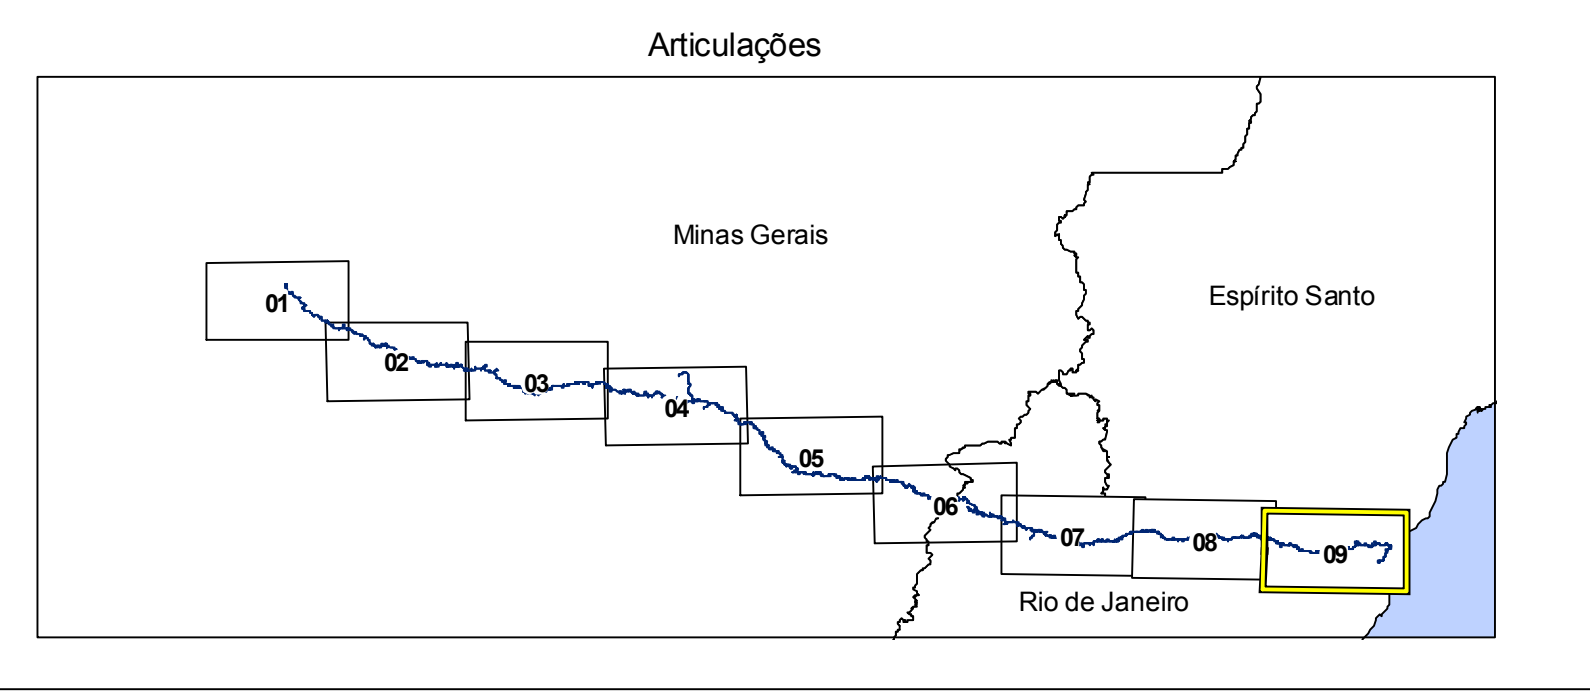 Articulações
Minas Gerais
Espírito Santo
01
02
03
04
05
06
07
08
09
Rio de Janeiro